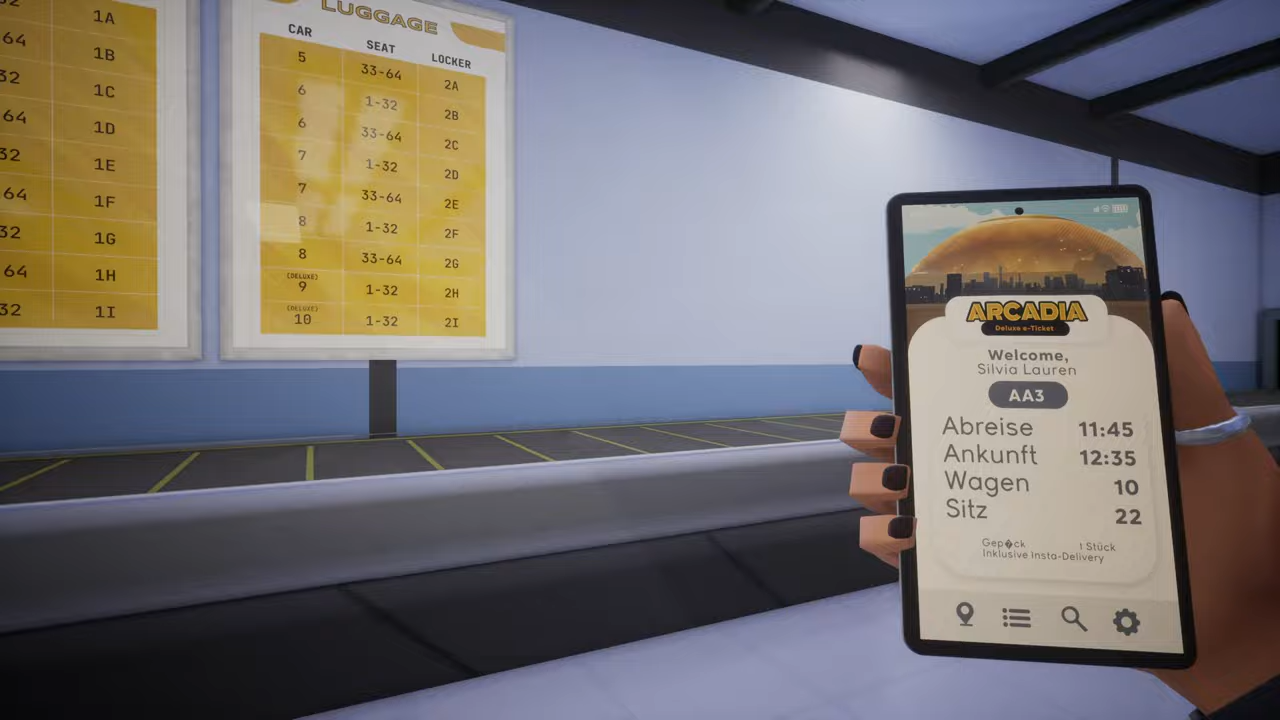 32 1A
64 1B
32 1C
64 1D
32 1E
64 1F
32 1G
64 1H
32 1I
LUGGAGE
CAR SEAT LOCKER
5 33-64 2A
6 1-32 2B
6 33-64 2C
7 1-32 2D
7 33-64 2E
8 1-32 2F
8 33-64 2G
(DELUXE)
9 1-32 2H
(DELUXE)
10 1-32 2I
ARCADIA
Deluxe e-Ticket
Welcome,
Silvia Lauren
AA3
Abreise 11:45
Ankunft 12:35
Wagen 10
Sitz 22
Gep�ck 1 Stück
Inklusive Insta-Delivery